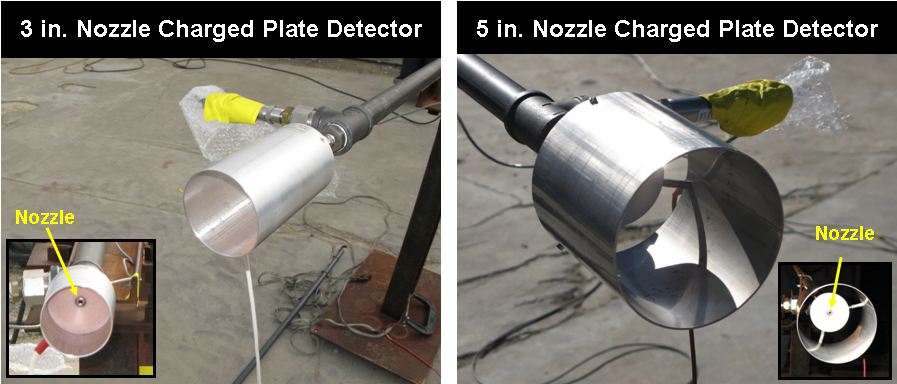 3 in. Nozzle Charged Plate Detector
5 in. Nozzle Charged Plate Detector
Nozzle
Nozzle